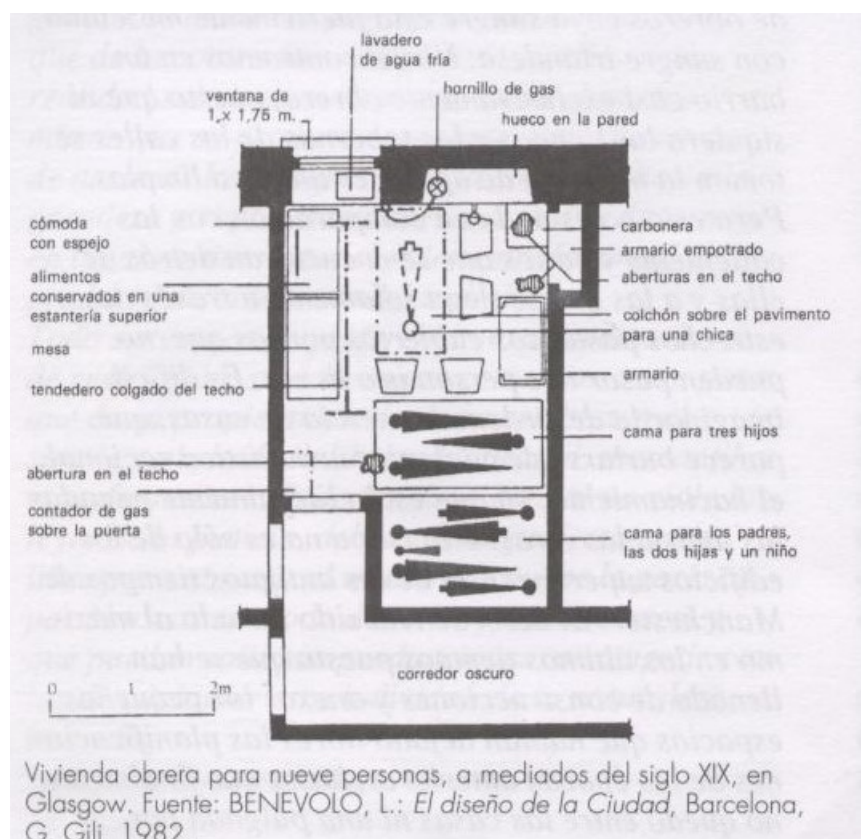 lavadero
de agua fría
ventana de
1,x 1,75 m.
hornillo de gas
hueco en la pared
cómoda
con espejo
alimentos
conservados en una
estantería superior
mesa
tendedero colgado del techo
abertura en el techo
contador de gas
sobre la puerta
carbonera
armario empotrado
aberturas en el techo
colchón sobre el pavimento
para una chica
armario
cama para tres hijos
cama para los padres,
las dos hijas y un niño
corredor oscuro
0 1 2m
Vivienda obrera para nueve personas, a mediados del siglo XIX, en
Glasgow. Fuente: BENEVOLO, L.: El diseño de la Ciudad, Barcelona,
G. Gili, 1982